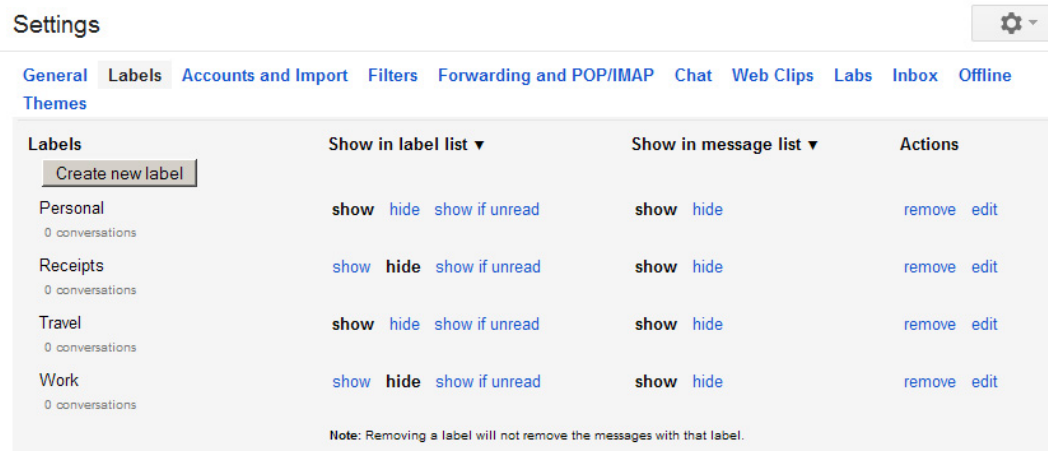 Settings
General Labels Accounts and Import Filters Forwarding and POP/IMAP Chat Web Clips Labs Inbox Offline
Themes
Labels Show in label list ▼ Show in message list ▼ Actions
Create new label
Personal show hide show if unread show hide remove edit
0 conversations
Receipts show hide show if unread show hide remove edit
0 conversations
Travel show hide show if unread show hide remove edit
0 conversations
Work show hide show if unread show hide remove edit
0 conversations
Note: Removing a label will not remove the messages with that label.